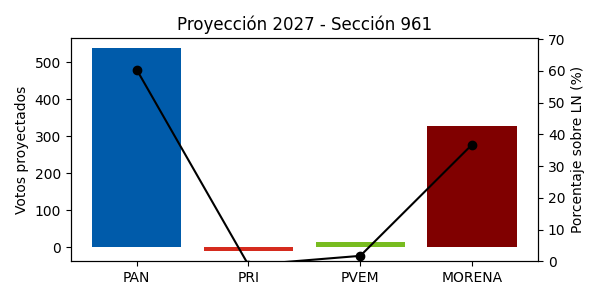 Proyección 2027 - Sección 961
Votos proyectados
500
400
300
200
100
0
70
60
50
40
30
20
10
0
Porcentaje sobre LN (%)
PAN
PRI
PVEM
MORENA